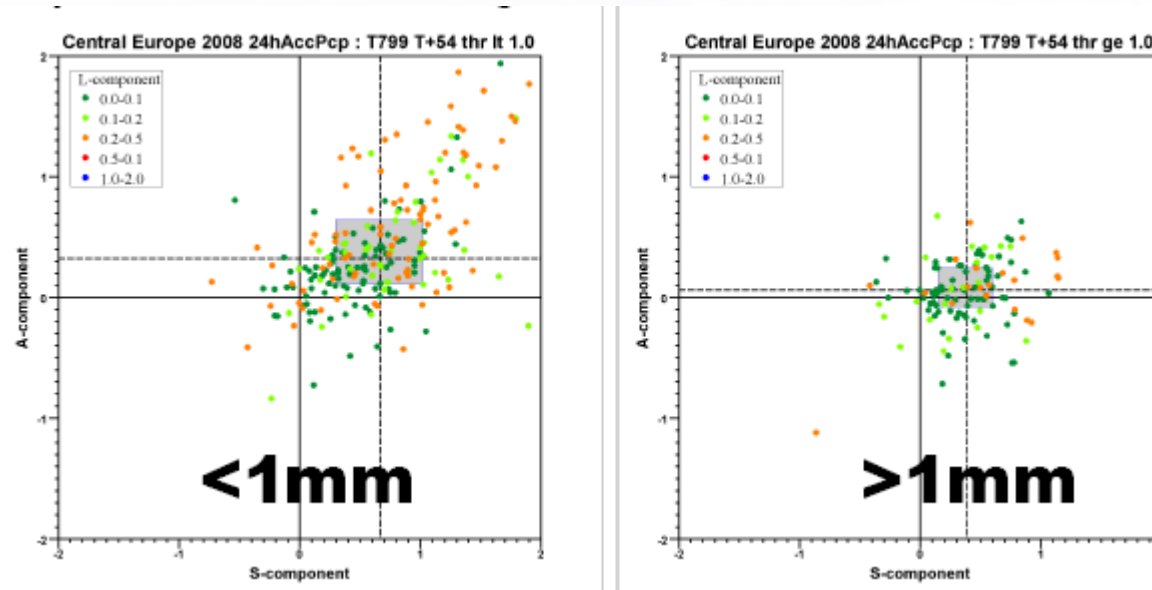 Central Europe 2008 24hAccPcp : T799 T+54 thr lt 1.0
L-component
0.0-0.1
0.1-0.2
0.2-0.5
0.5-0.1
1.0-2.0
2
1
0
-1
-2
A-component
<1mm
-2
-1
0
1
2
S-component
Central Europe 2008 24hAccPcp : T799 T+54 thr ge 1.0
L-component
0.0-0.1
0.1-0.2
0.2-0.5
0.5-0.1
1.0-2.0
2
1
0
-1
-2
A-component
>1mm
-2
-1
0
1
S-component